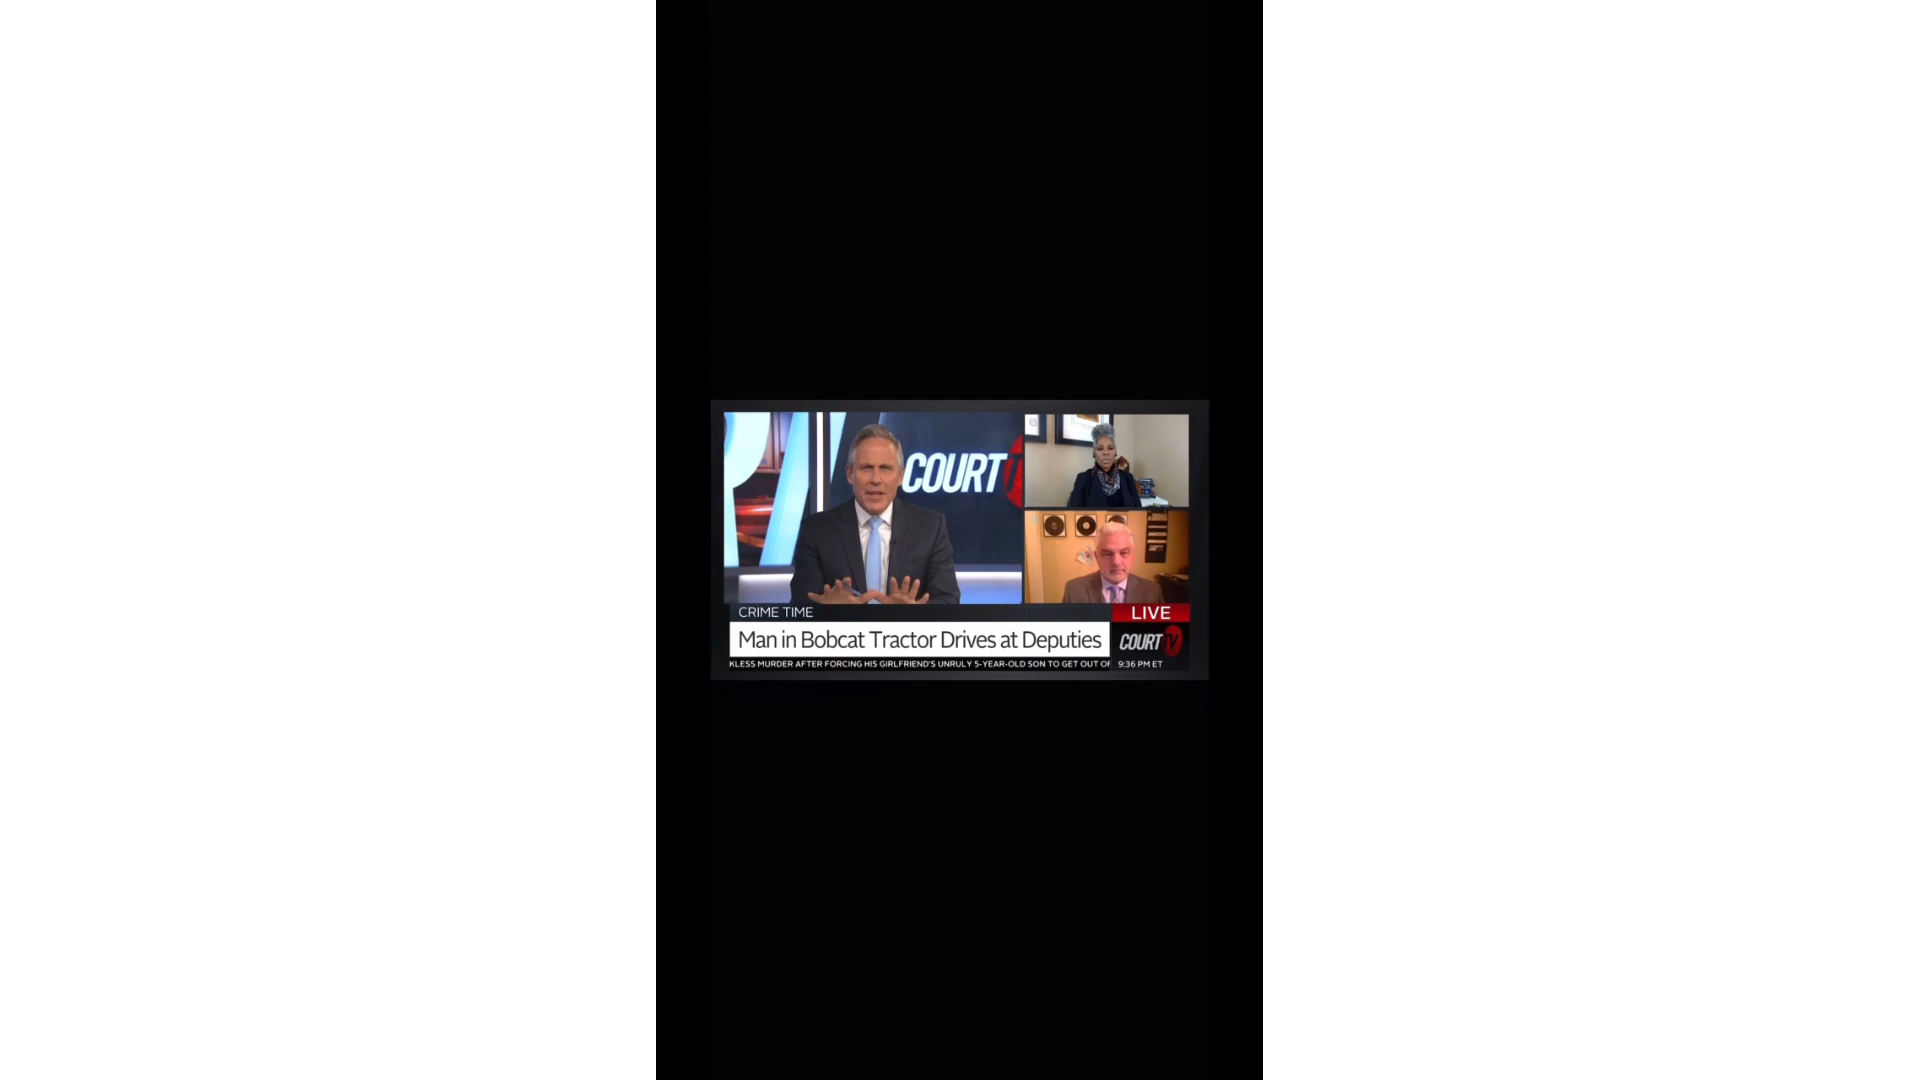 COURT
CRIME TIME
LIVE
Man in Bobcat Tractor Drives at Deputies
COURT TV
KLESS MURDER AFTER FORCING HIS GIRLFRIEND'S UNRULY 5-YEAR-OLD SON TO GET OUT OF
9:36 PM ET